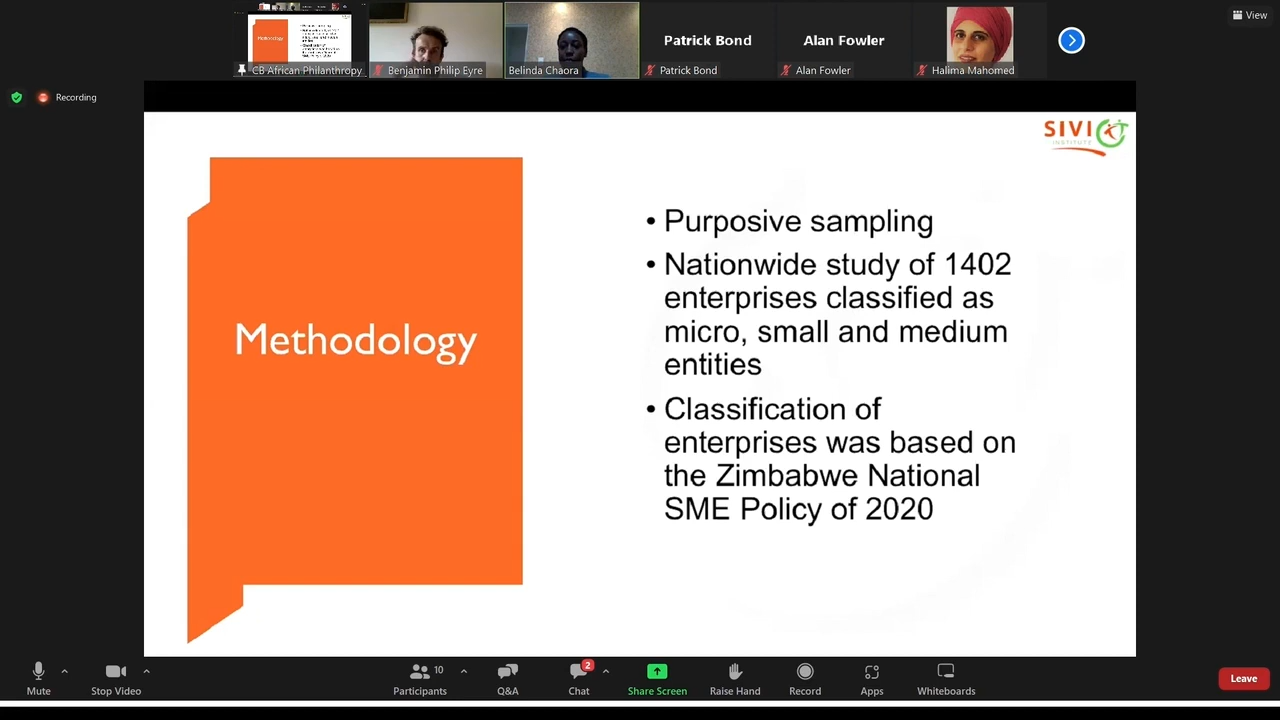 Methodology
Patrick Bond
Alan Fowler
View
CB African Philanthropy
Benjamin Philip Eyre
Belinda Chaora
Patrick Bond
Alan Fowler
Halima Mahomed
Recording
SIVI
INSTITUTE
Methodology
• Purposive sampling
• Nationwide study of 1402
enterprises classified as
micro, small and medium
entities
• Classification of
enterprises was based on
the Zimbabwe National
SME Policy of 2020
Mute
Stop Video
10
Participants
Q&A
2
Chat
Share Screen
Raise Hand
Record
Apps
Whiteboards
Leave